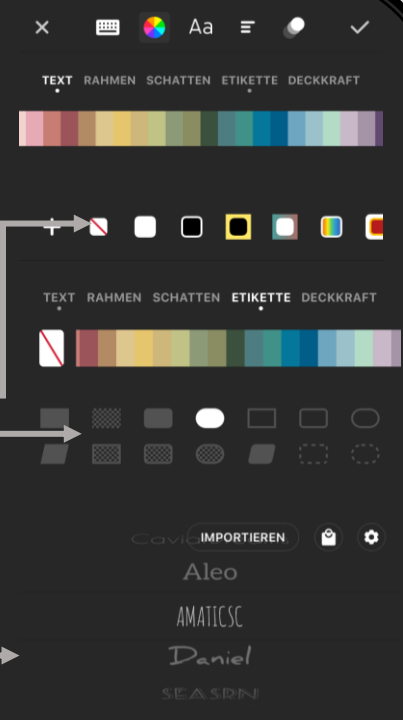 Aa
TEXT RAHMEN SCHATTEN ETIKETTE DECKKRAFT
TEXT RAHMEN SCHATTEN ETIKETTE DECKKRAFT
IMPORTIEREN
Aleo
AMATICSC
Daniel